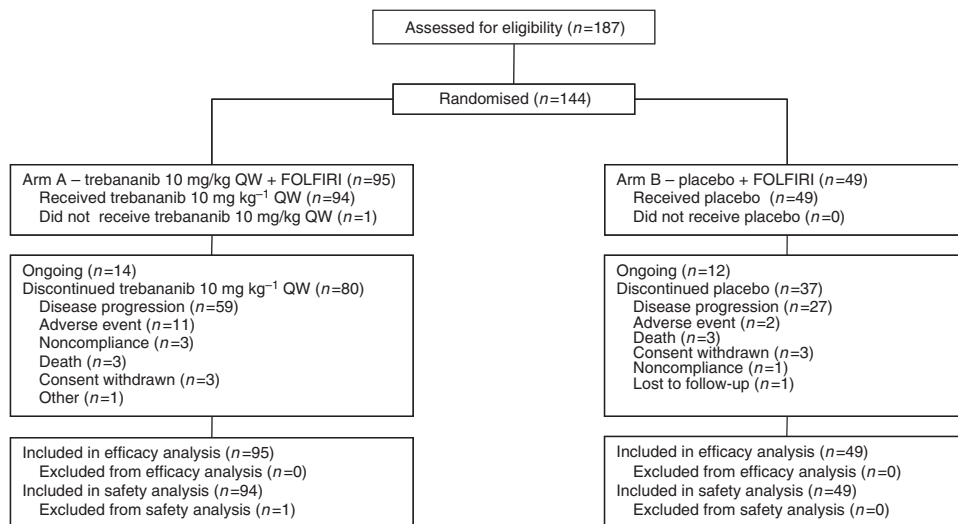 Assessed for eligibility (n=187)
Randomised (n=144)
Arm A – trebananib 10 mg/kg QW + FOLFIRI (n=95)
Received trebananib 10 mg kg⁻¹ QW (n=94)
Did not receive trebananib 10 mg/kg QW (n=1)
Arm B – placebo + FOLFIRI (n=49)
Received placebo (n=49)
Did not receive placebo (n=0)
Ongoing (n=14)
Discontinued trebananib 10 mg kg⁻¹ QW (n=80)
Disease progression (n=59)
Adverse event (n=11)
Noncompliance (n=3)
Death (n=3)
Consent withdrawn (n=3)
Other (n=1)
Ongoing (n=12)
Discontinued placebo (n=37)
Disease progression (n=27)
Adverse event (n=2)
Death (n=3)
Consent withdrawn (n=3)
Noncompliance (n=1)
Lost to follow-up (n=1)
Included in efficacy analysis (n=95)
Excluded from efficacy analysis (n=0)
Included in safety analysis (n=94)
Excluded from safety analysis (n=1)
Included in efficacy analysis (n=49)
Excluded from efficacy analysis (n=0)
Included in safety analysis (n=49)
Excluded from safety analysis (n=0)